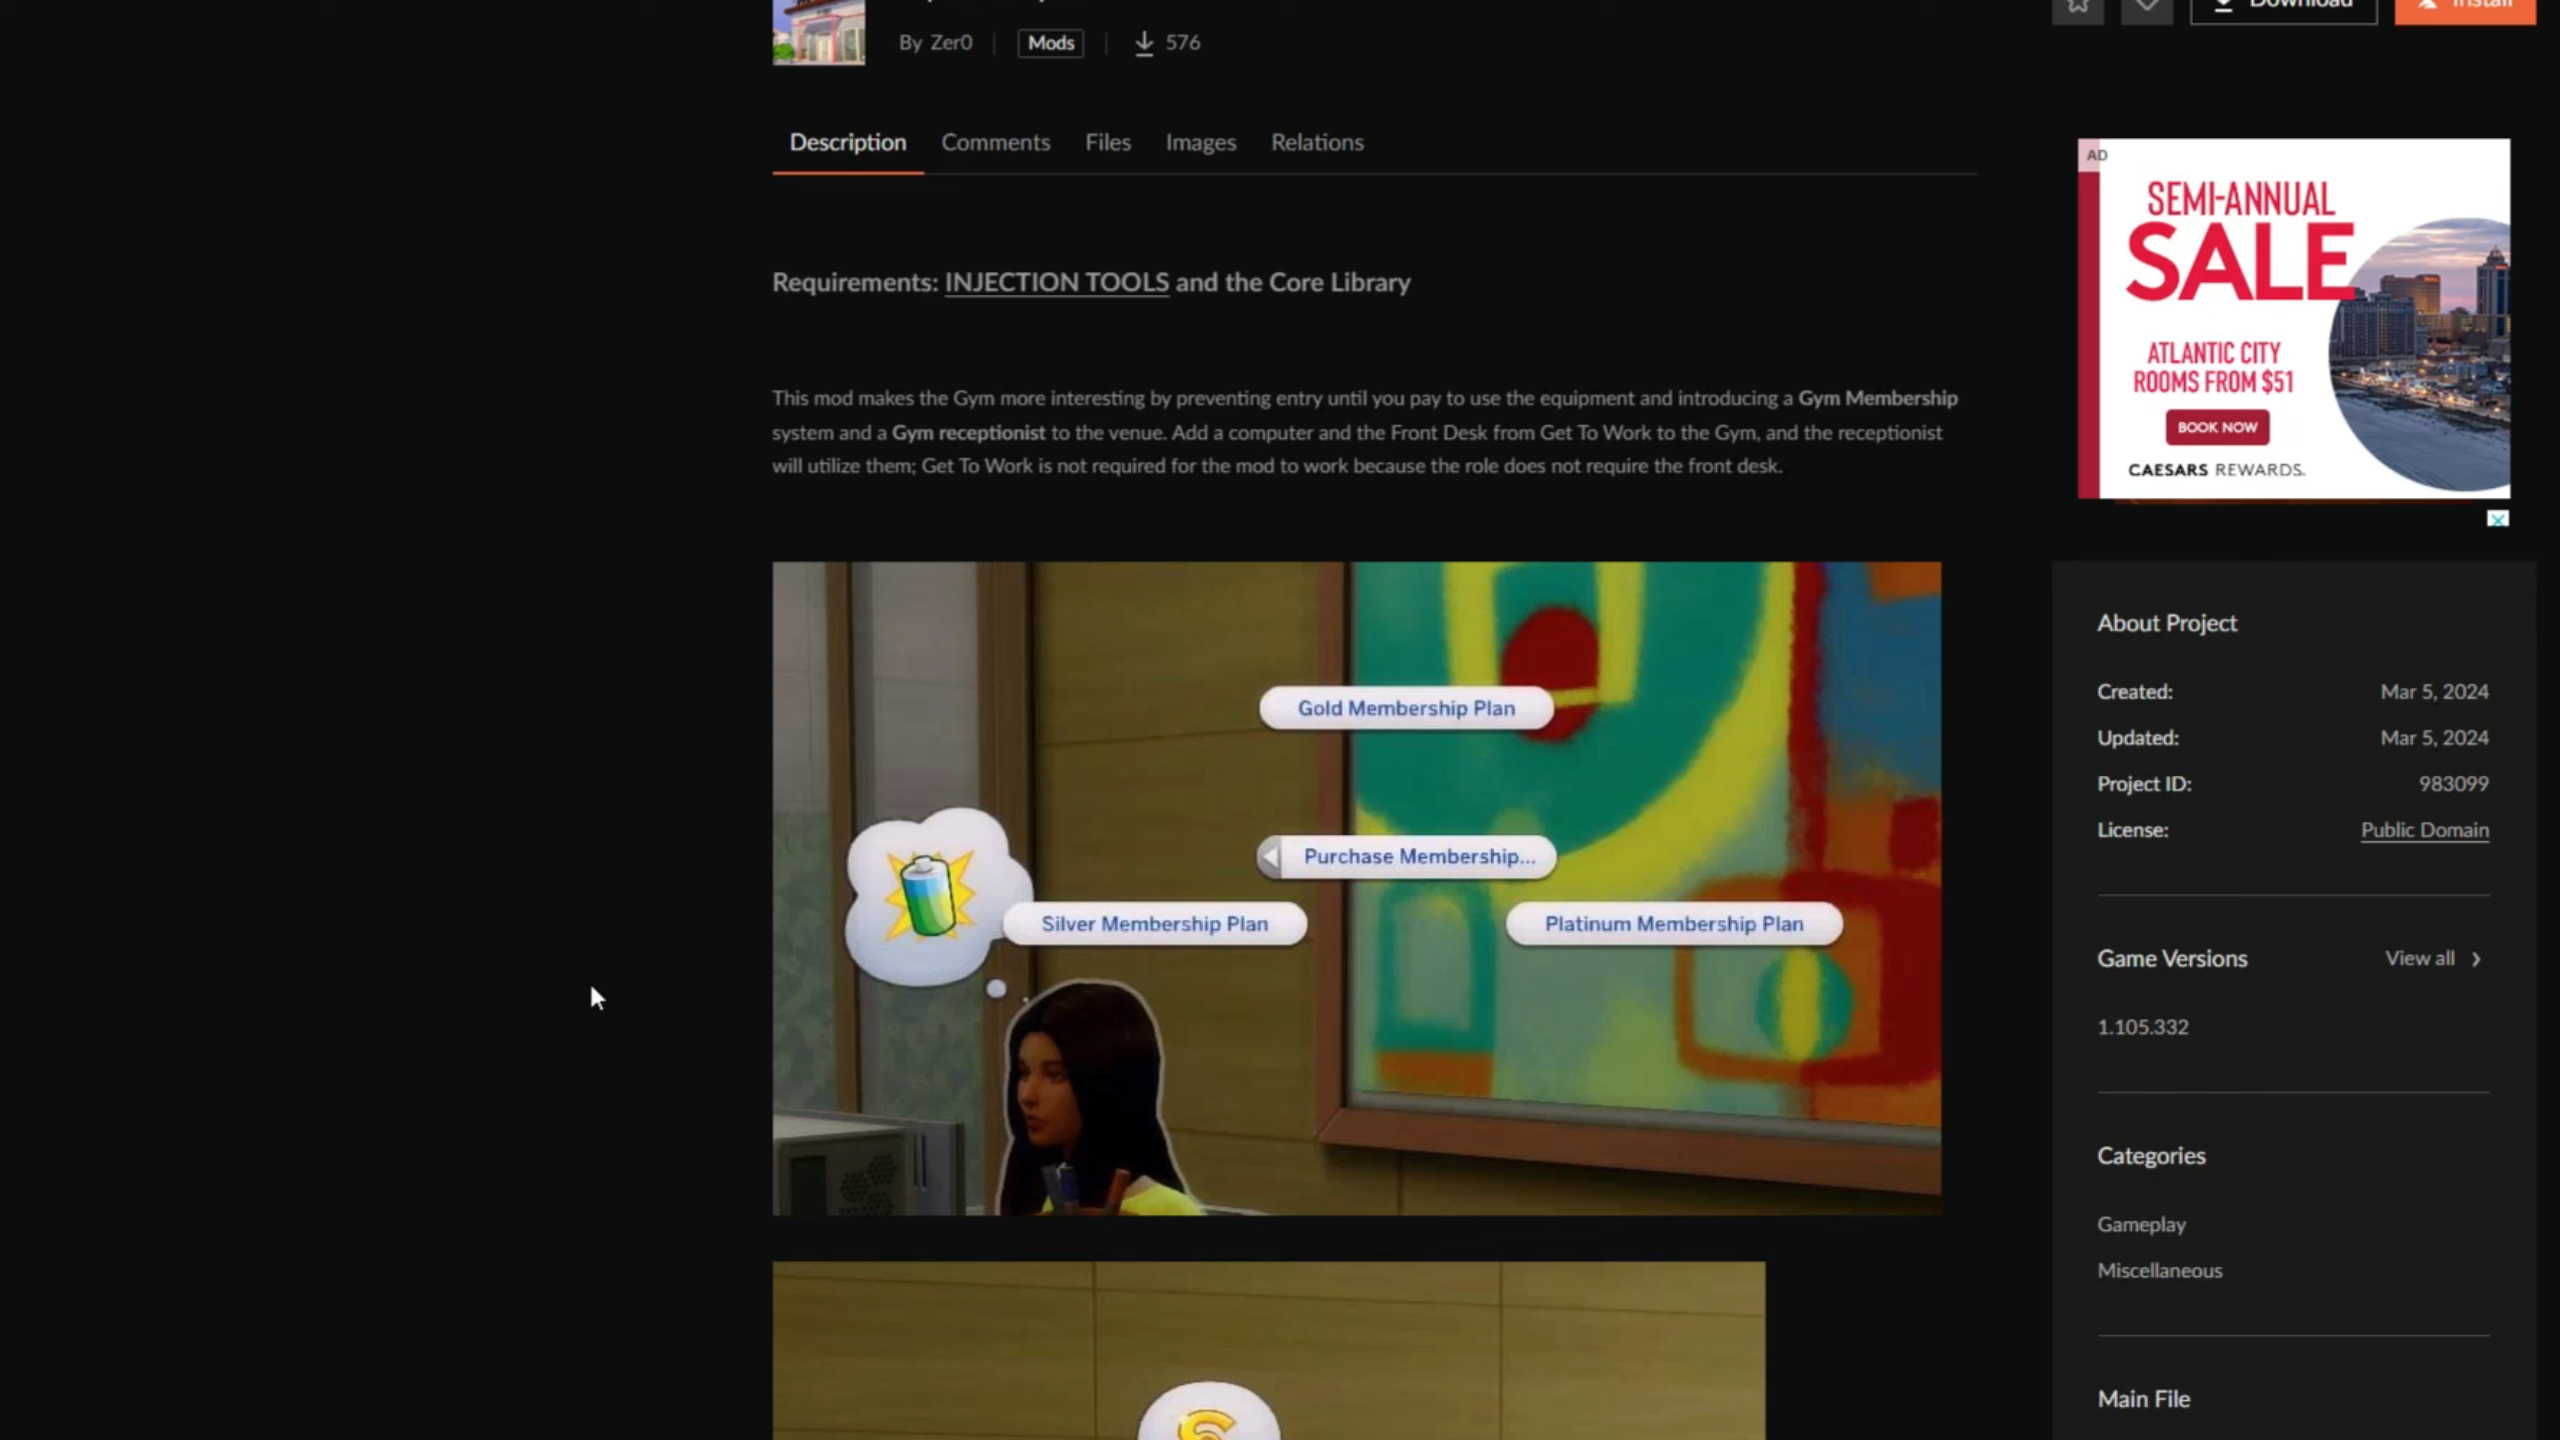 Download
Install
By Zer0
Mods
576
Description
Comments
Files
Images
Relations
Requirements: INJECTION TOOLS and the Core Library
This mod makes the Gym more interesting by preventing entry until you pay to use the equipment and introducing a Gym Membership
system and a Gym receptionist to the venue. Add a computer and the Front Desk from Get To Work to the Gym, and the receptionist
will utilize them; Get To Work is not required for the mod to work because the role does not require the front desk.
Gold Membership Plan
Purchase Membership...
Silver Membership Plan
Platinum Membership Plan
AD
SEMI-ANNUAL
SALE
ATLANTIC CITY
ROOMS FROM $51
BOOK NOW
CAESARS REWARDS.
About Project
Created: Mar 5, 2024
Updated: Mar 5, 2024
Project ID: 983099
License: Public Domain
Game Versions
View all
1.105.332
Categories
Gameplay
Miscellaneous
Main File